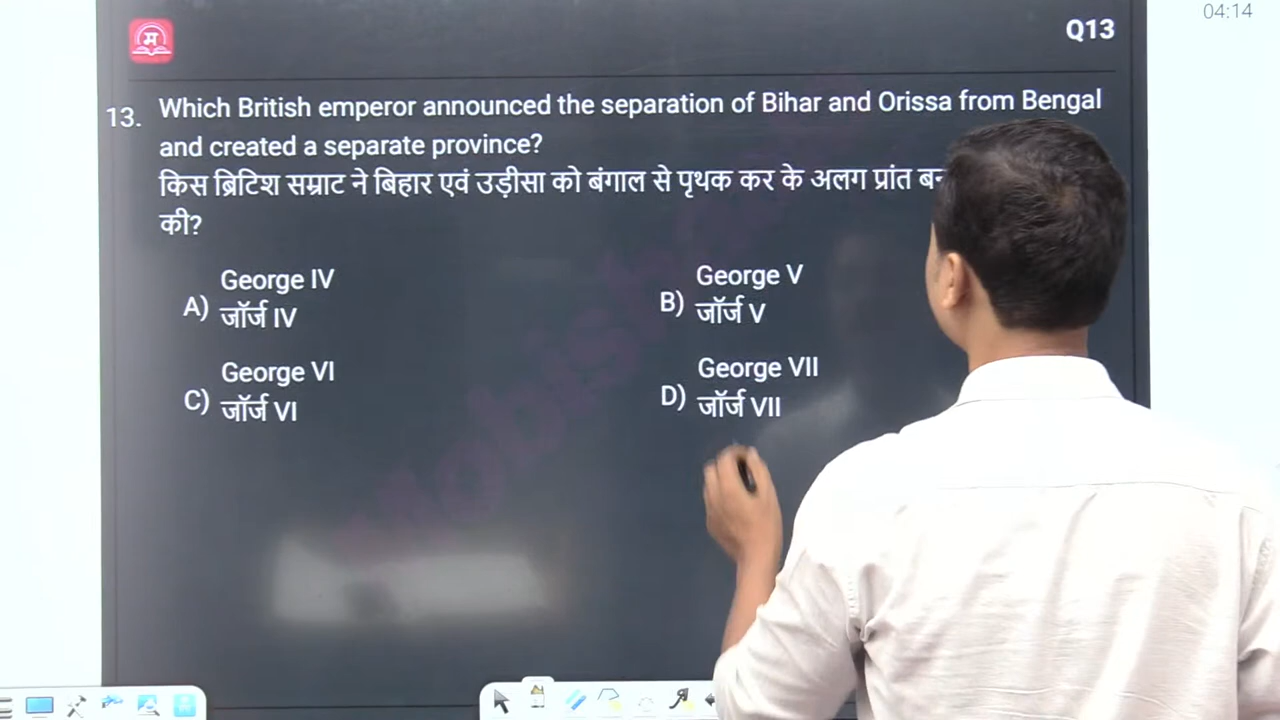 04:14
म
Q13
13. Which British emperor announced the separation of Bihar and Orissa from Bengal
and created a separate province?
किस ब्रिटिश सम्राट ने बिहार एवं उड़ीसा को बंगाल से पृथक कर के अलग प्रांत
की?
A) George IV
जॉर्ज IV
B) George V
जॉर्ज V
C) George VI
जॉर्ज VI
D) George VII
जॉर्ज VII